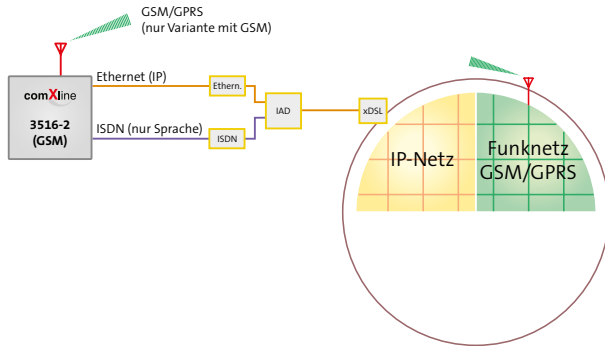 GSM/GPRS
(nur Variante mit GSM)
Ethernet (IP)
Ethern.
comXline
3516-2
(GSM)
IAD
xDSL
ISDN (nur Sprache)
ISDN
IP-Netz
Funknetz
GSM/GPRS